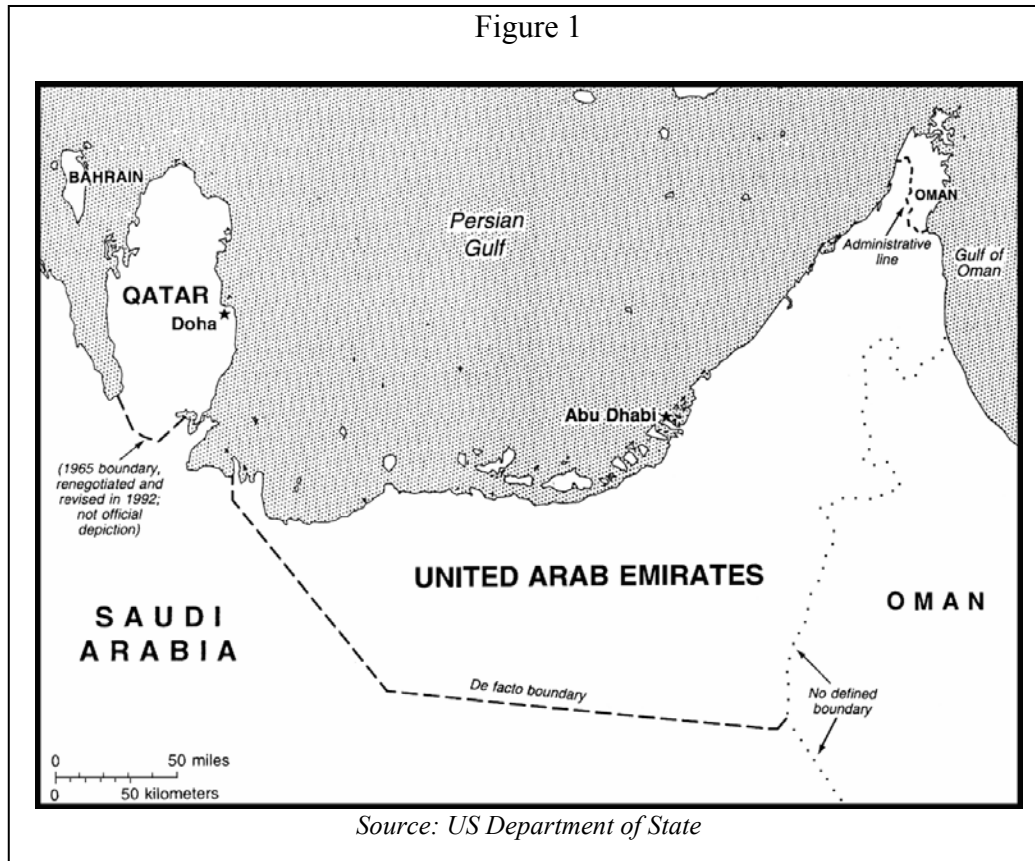 Figure 1
BAHRAIN
OMAN
Persian
Gulf
Administrative
line
Gulf of
Oman
QATAR
Doha
Abu Dhabi
(1965 boundary,
renegotiated and
revised in 1992;
not official
depiction)
UNITED ARAB EMIRATES
OMAN
SAUDI
ARABIA
De facto boundary
No defined
boundary
0 50 miles
0 50 kilometers
Source: US Department of State